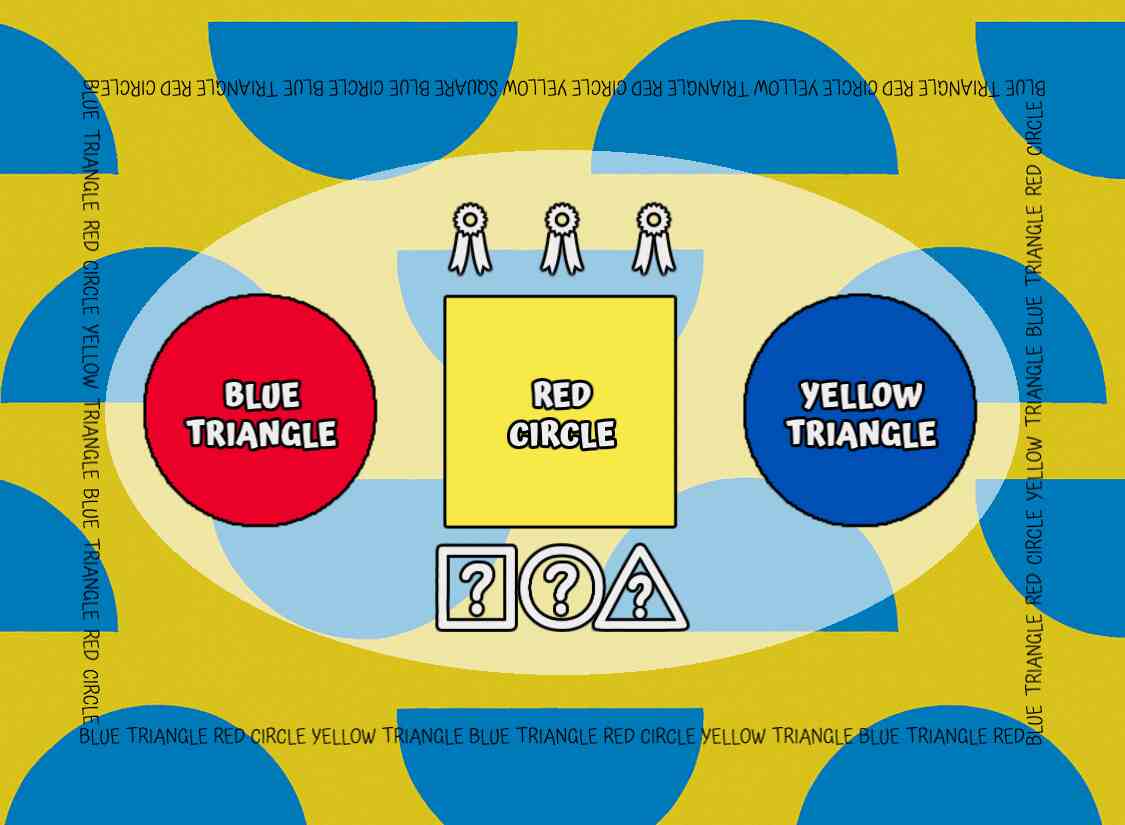 BLUE TRIANGLE RED CIRCLE YELLOW TRIANGLE RED CIRCLE YELLOW SQUARE BLUE CIRCLE BLUE TRIANGLE RED CIRCLE
BLUE TRIANGLE RED CIRCLE YELLOW TRIANGLE BLUE TRIANGLE RED CIRCLE
BLUE
TRIANGLE
RED
CIRCLE
YELLOW
TRIANGLE
? ? ?
BLUE TRIANGLE RED CIRCLE YELLOW TRIANGLE BLUE TRIANGLE RED CIRCLE
BLUE TRIANGLE RED CIRCLE YELLOW TRIANGLE BLUE TRIANGLE RED CIRCLE YELLOW TRIANGLE BLUE TRIANGLE RED